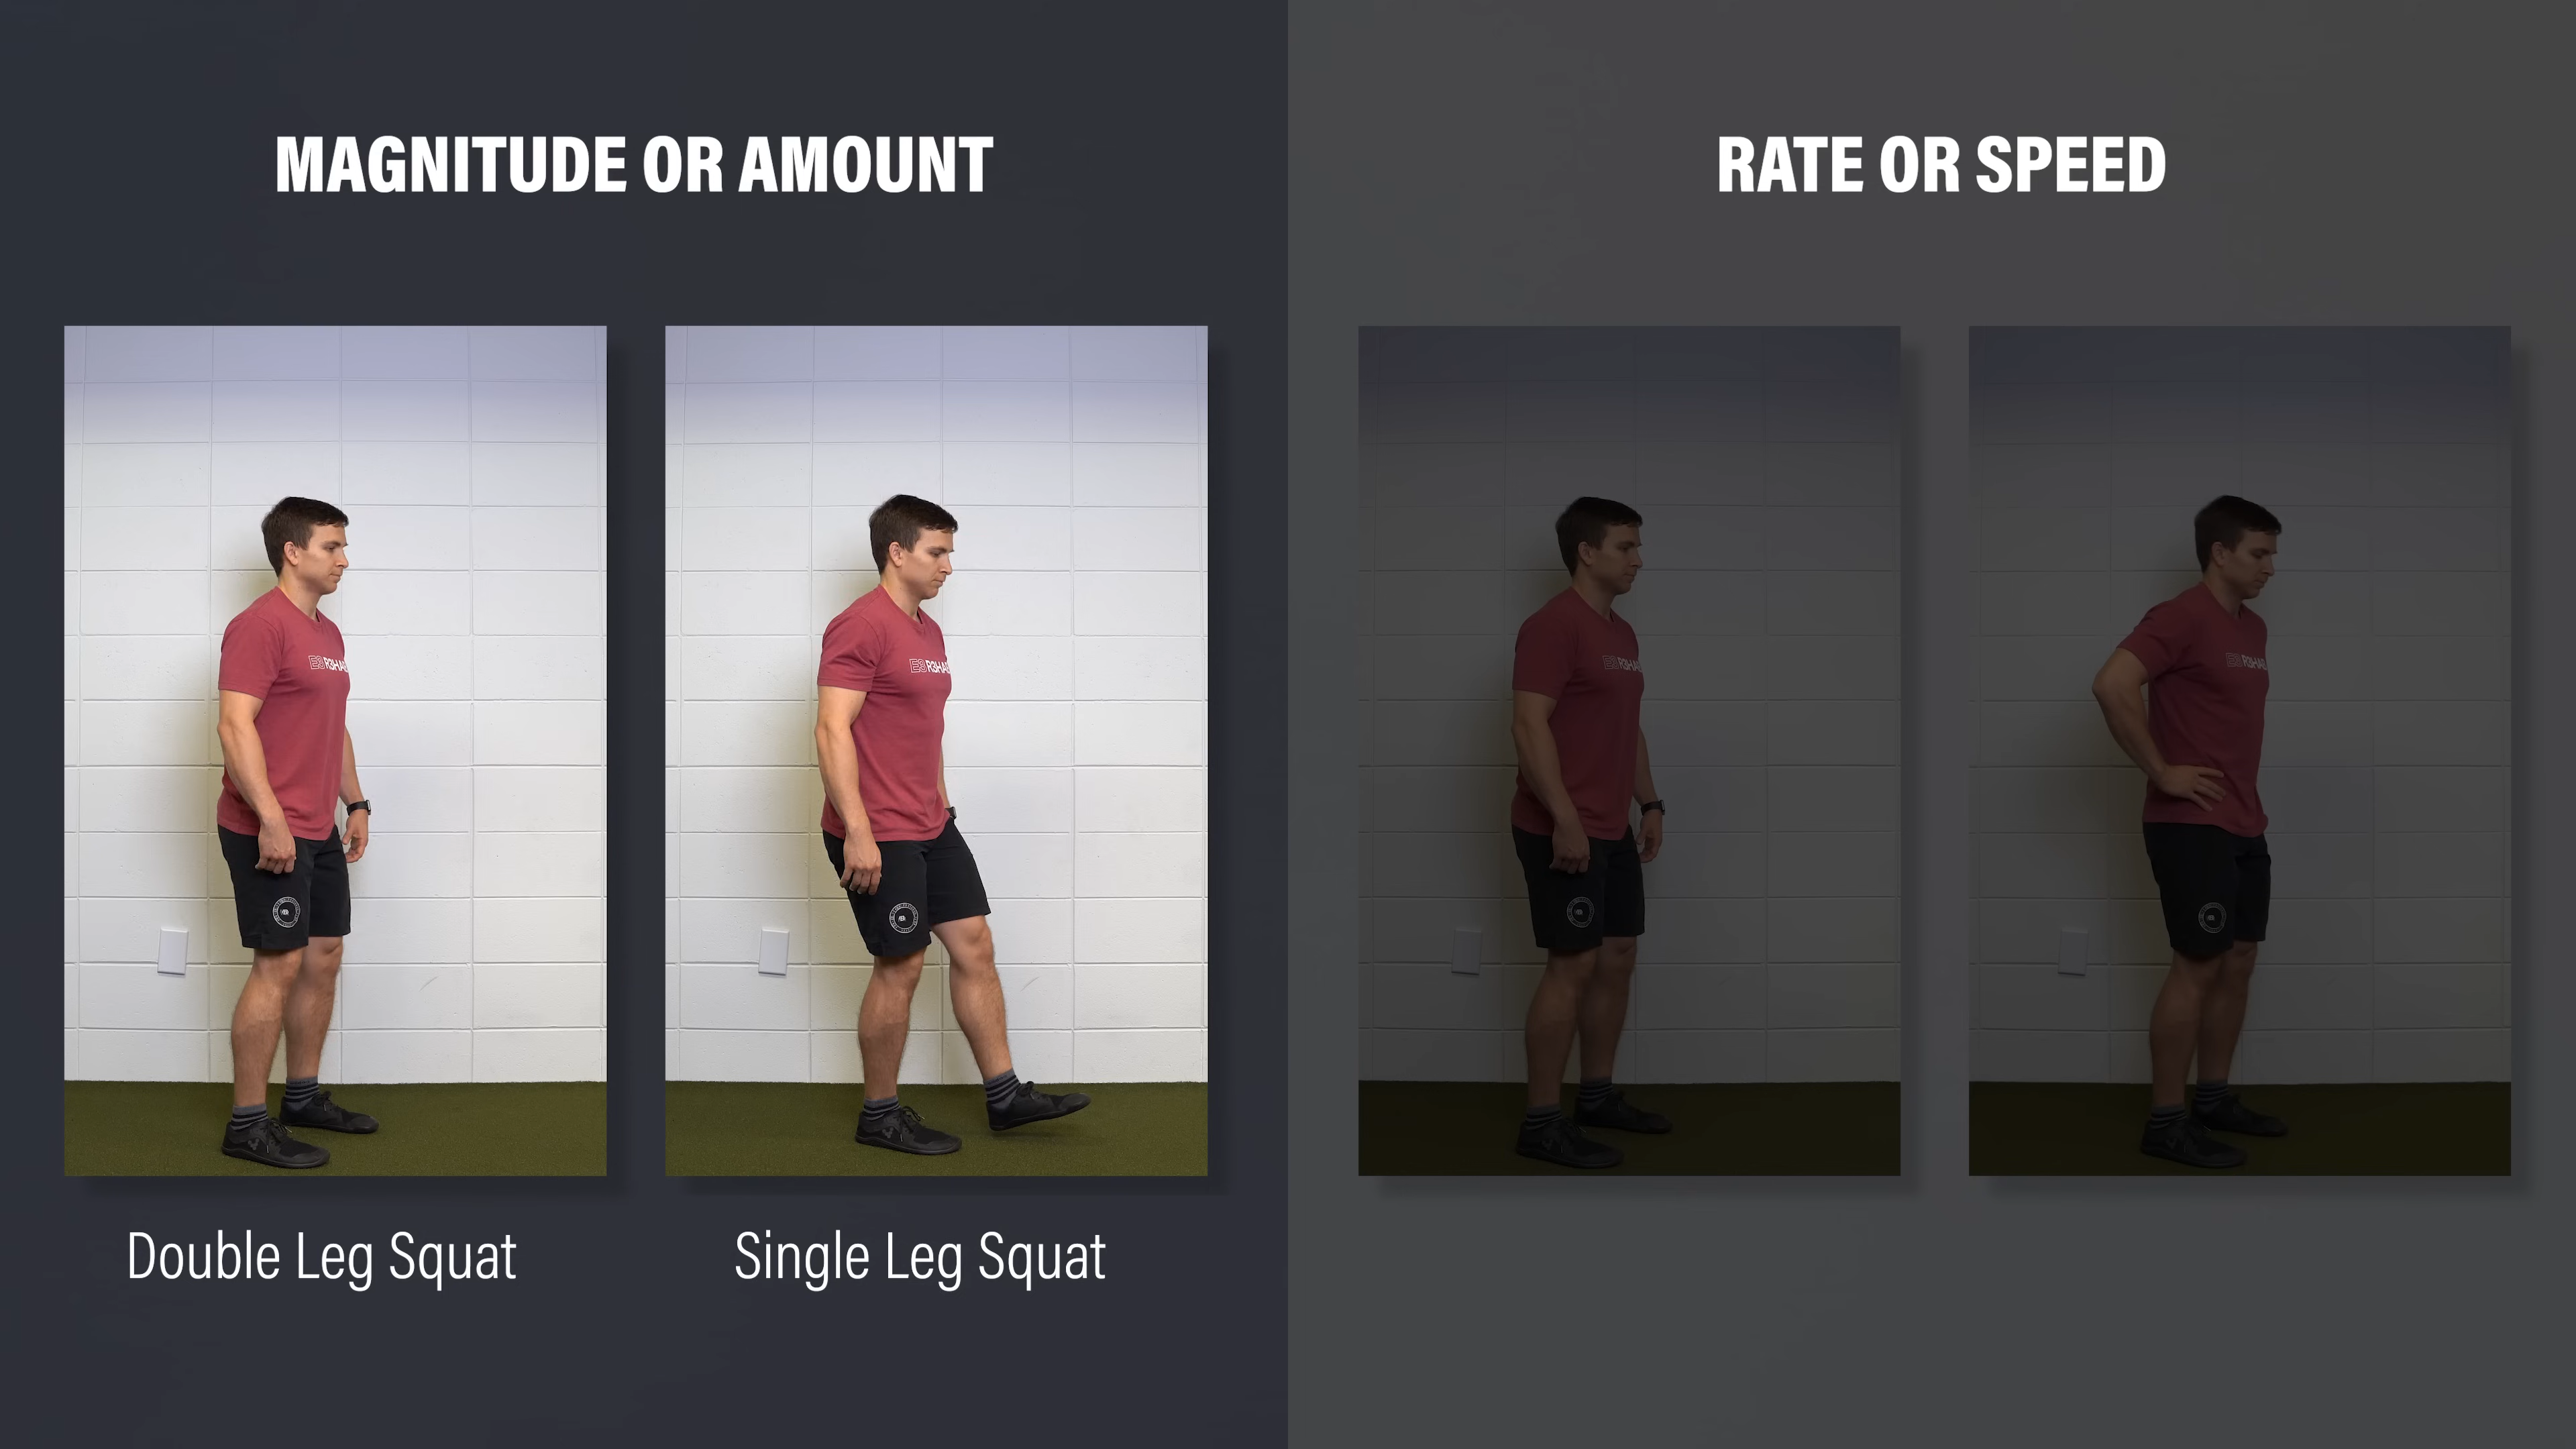 MAGNITUDE OR AMOUNT
RATE OR SPEED
Double Leg Squat
Single Leg Squat